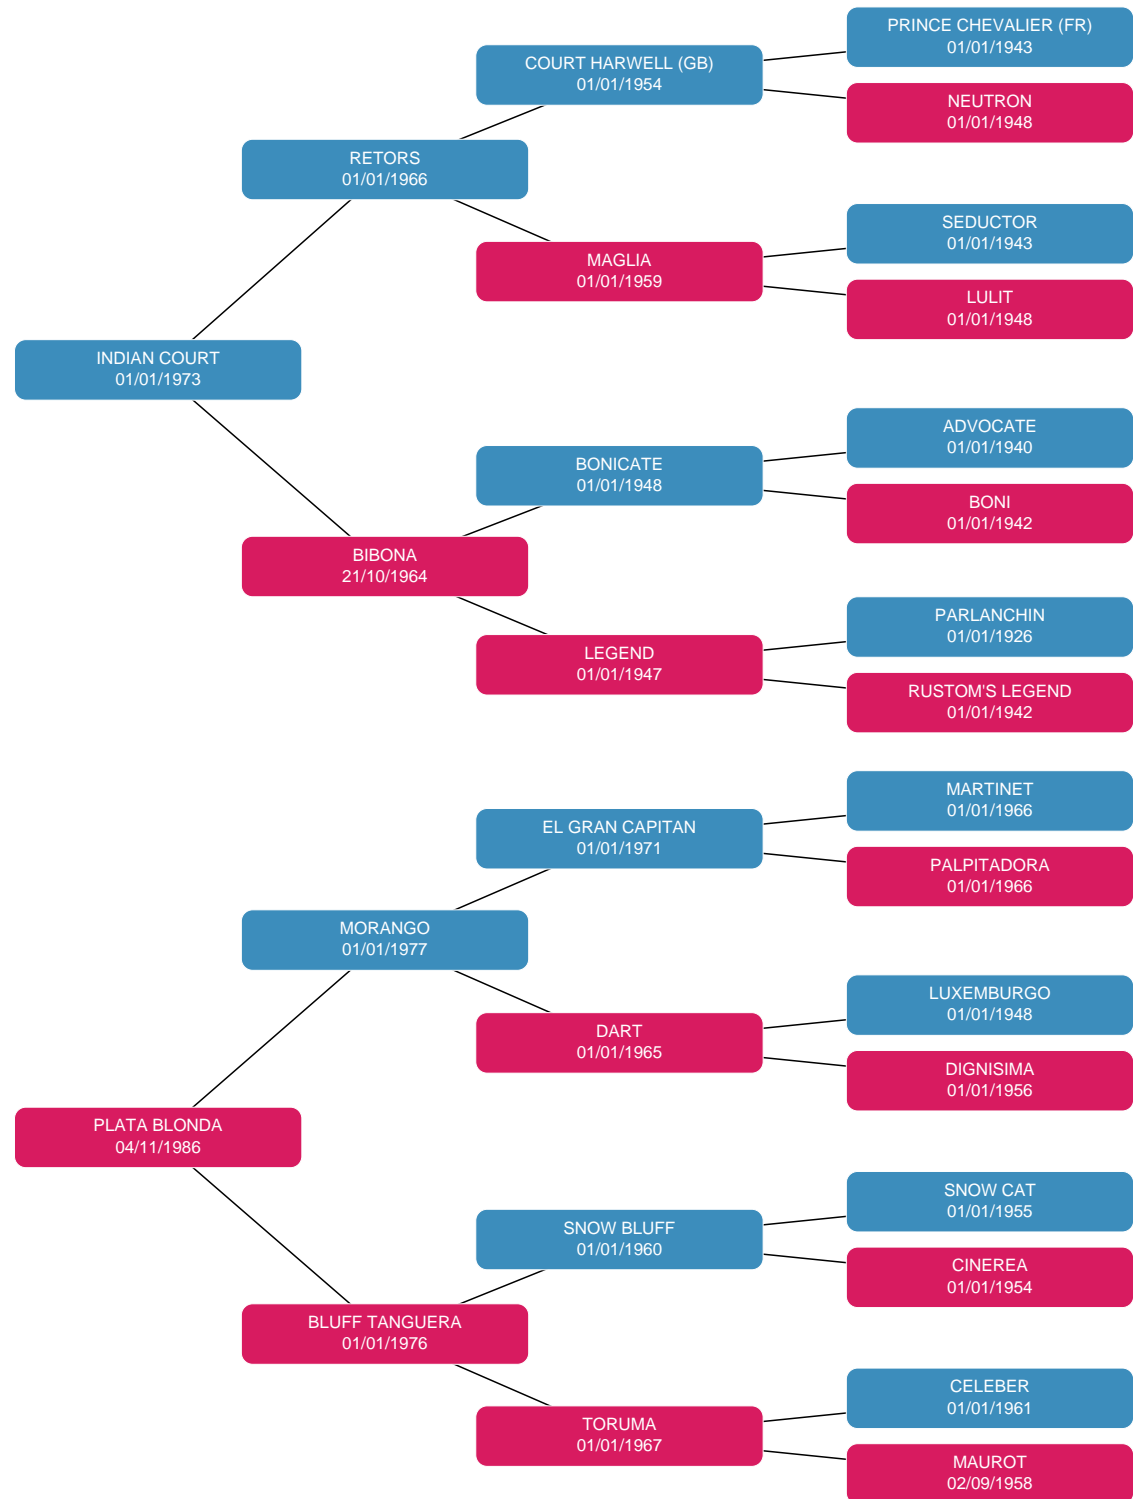 PRINCE CHEVALIER (FR)
01/01/1943
COURT HARWELL (GB)
01/01/1954
NEUTRON
01/01/1948
RETORS
01/01/1966
SEDUCTOR
01/01/1943
MAGLIA
01/01/1959
LULIT
01/01/1948
INDIAN COURT
01/01/1973
ADVOCATE
01/01/1940
BONICATE
01/01/1948
BONI
01/01/1942
BIBONA
21/10/1964
PARLANCHIN
01/01/1926
LEGEND
01/01/1947
RUSTOM'S LEGEND
01/01/1942
MARTINET
01/01/1966
EL GRAN CAPITAN
01/01/1971
PALPITADORA
01/01/1966
MORANGO
01/01/1977
LUXEMBURGO
01/01/1948
DART
01/01/1965
DIGNISIMA
01/01/1956
PLATA BLONDA
04/11/1986
SNOW CAT
01/01/1955
SNOW BLUFF
01/01/1960
CINEREA
01/01/1954
BLUFF TANGUERA
01/01/1976
CELEBER
01/01/1961
TORUMA
01/01/1967
MAUROT
02/09/1958